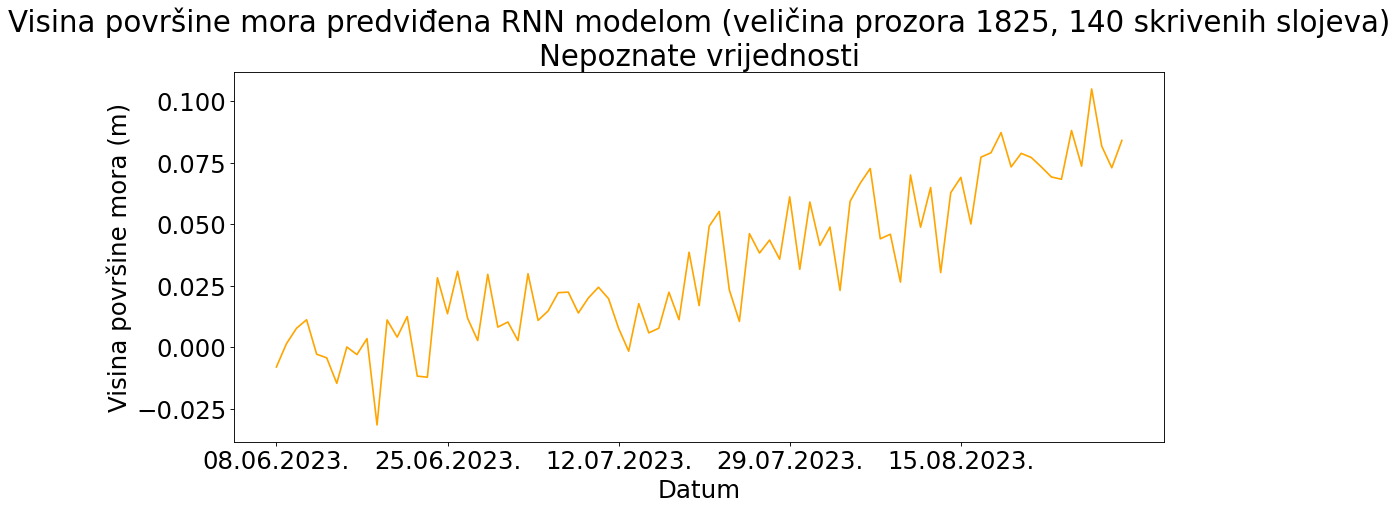 Visina površine mora predviđena RNN modelom (veličina prozora 1825, 140 skrivenih slojeva)
Nepoznate vrijednosti
Visina površine mora (m)
0.100
0.075
0.050
0.025
0.000
−0.025
08.06.2023. 25.06.2023. 12.07.2023. 29.07.2023. 15.08.2023.
Datum